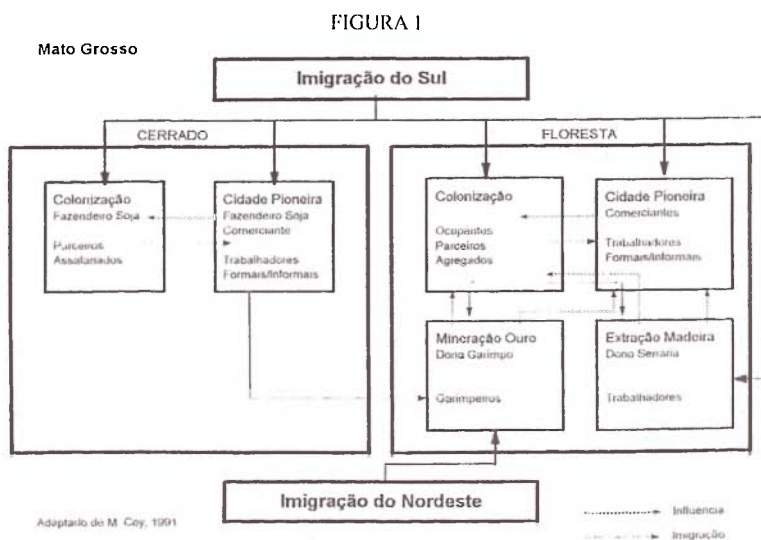 FIGURA 1
Mato Grosso
Imigração do Sul
CERRADO
FLORESTA
Colonização
Fazendeiro Soja
Parceiros
Assalariados
Cidade Pioneira
Fazendeiro Soja
Comerciante
Trabalhadores
Formais/Informais
Colonização
Ocupantes
Parceiros
Agregados
Cidade Pioneira
Comerciantes
Trabalhadores
Formais/Informais
Mineração Ouro
Dono Garimpo
Garimpeiros
Extração Madeira
Dono Serraria
Trabalhadores
Imigração do Nordeste
Adaptado de M. Coy, 1991
Influencia
Imigração